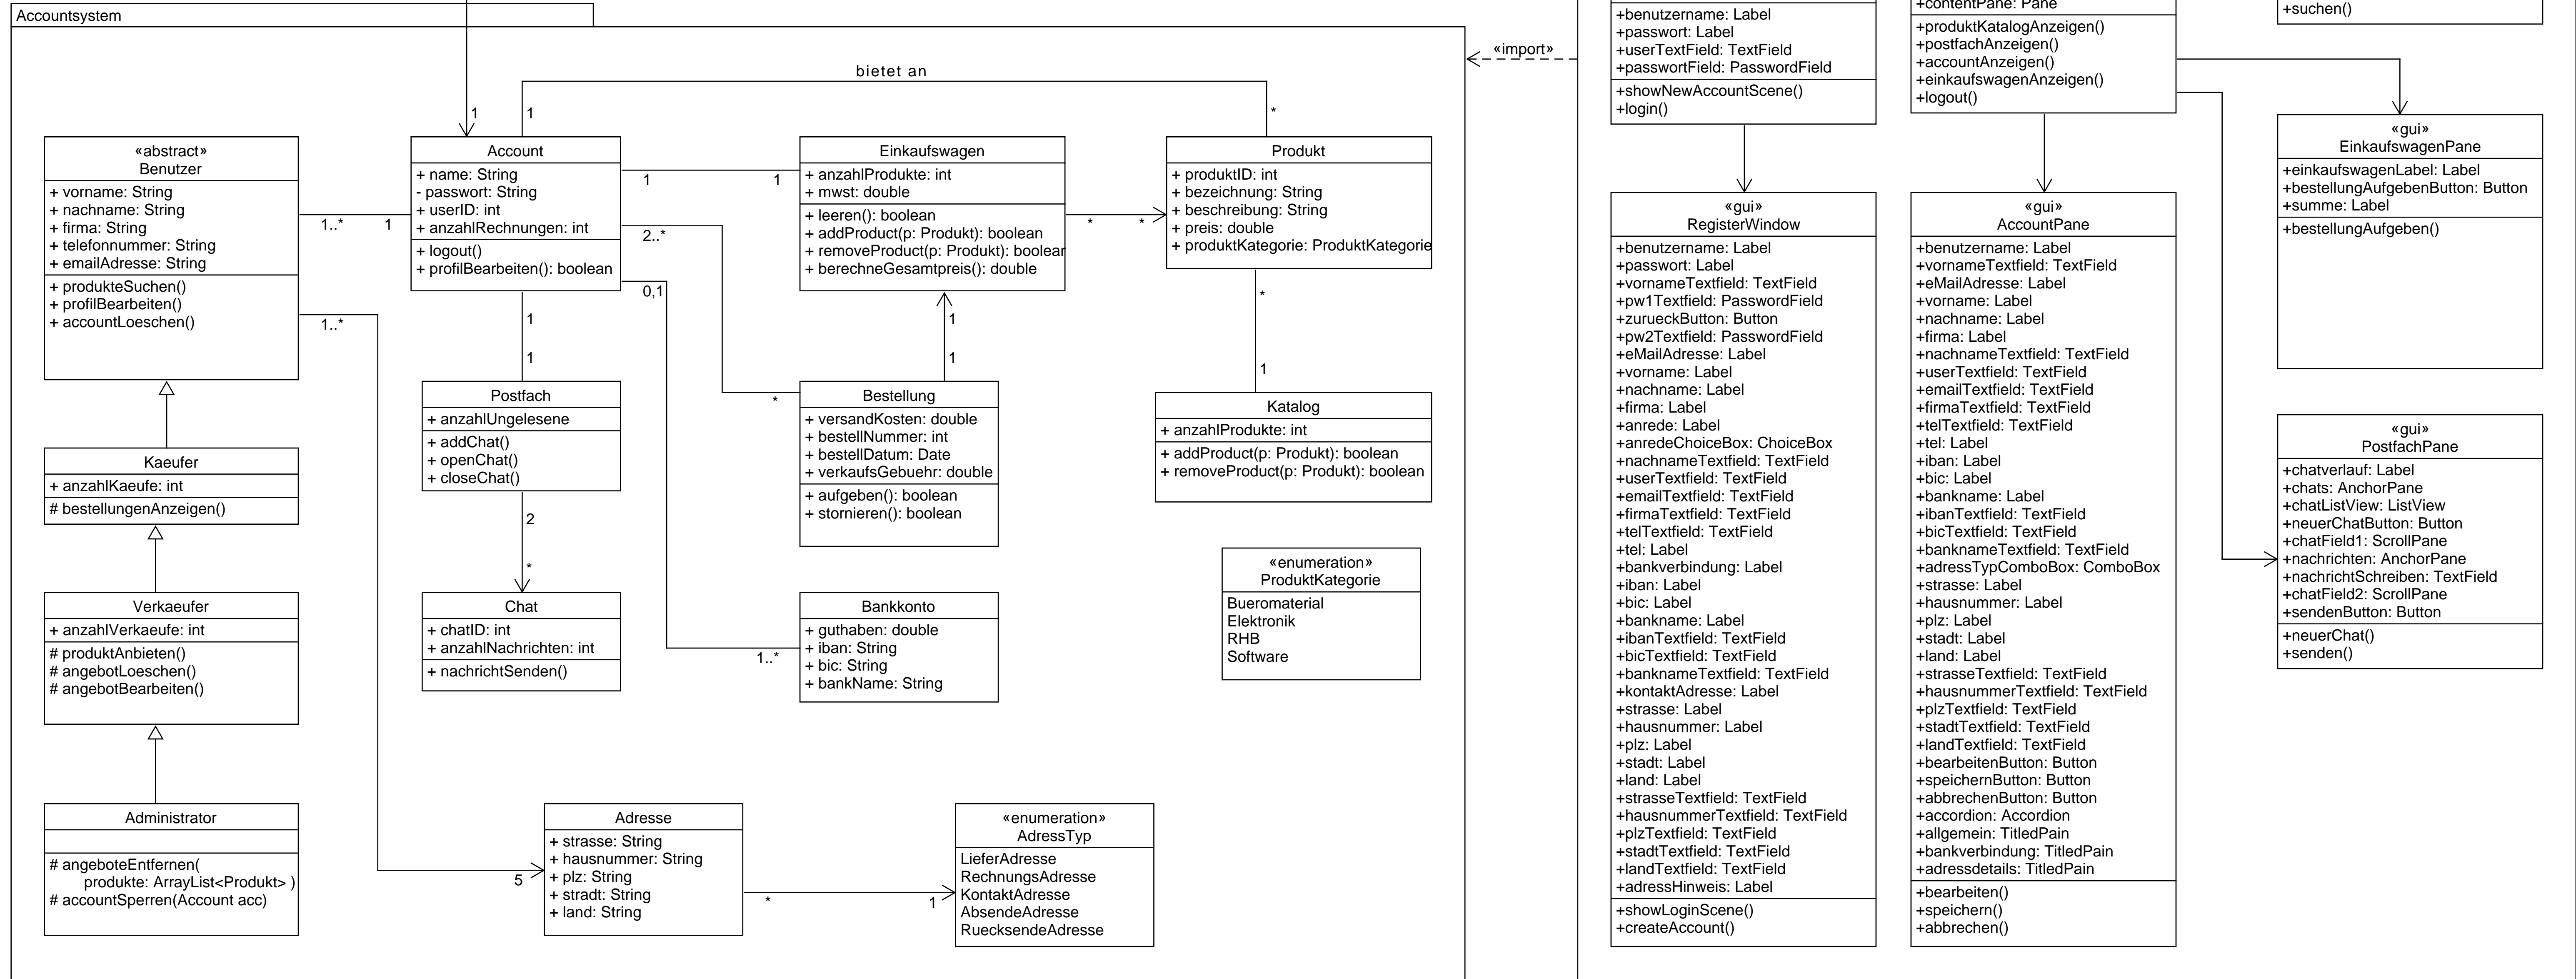 Accountsystem
«import»
bietet an
1
1
*
«abstract»
Benutzer
+ vorname: String
+ nachname: String
+ firma: String
+ telefonnummer: String
+ emailAdresse: String
+ produkteSuchen()
+ profilBearbeiten()
+ accountLoeschen()
1..*
1
1..*
Account
+ name: String
- passwort: String
+ userID: int
+ anzahlRechnungen: int
+ logout()
+ profilBearbeiten(): boolean
1
1
2..*
0,1
Einkaufswagen
+ anzahlProdukte: int
+ mwst: double
+ leeren(): boolean
+ addProduct(p: Produkt): boolean
+ removeProduct(p: Produkt): boolean
+ berechneGesamtpreis(): double
*
*
Produkt
+ produktID: int
+ bezeichnung: String
+ beschreibung: String
+ preis: double
+ produktKategorie: ProduktKategorie
1
1
1
1
*
*
1
Kaeufer
+ anzahlKaeufe: int
# bestellungenAnzeigen()
Postfach
+ anzahlUngelesene
+ addChat()
+ openChat()
+ closeChat()
Bestellung
+ versandKosten: double
+ bestellNummer: int
+ bestellDatum: Date
+ verkaufsGebuehr: double
+ aufgeben(): boolean
+ stornieren(): boolean
Katalog
+ anzahlProdukte: int
+ addProduct(p: Produkt): boolean
+ removeProduct(p: Produkt): boolean
2
*
Verkaeufer
+ anzahlVerkaeufe: int
# produktAnbieten()
# angebotLoeschen()
# angebotBearbeiten()
Chat
+ chatID: int
+ anzahlNachrichten: int
+ nachrichtSenden()
1..*
Bankkonto
+ guthaben: double
+ iban: String
+ bic: String
+ bankName: String
«enumeration»
ProduktKategorie
Bueromaterial
Elektronik
RHB
Software
Administrator
# angeboteEntfernen(
produkte: ArrayList<Produkt> )
# accountSperren(Account acc)
5
Adresse
+ strasse: String
+ hausnummer: String
+ plz: String
+ stradt: String
+ land: String
*
1
«enumeration»
AdressTyp
LieferAdresse
RechnungsAdresse
KontaktAdresse
AbsendeAdresse
RuecksendeAdresse
+benutzername: Label
+passwort: Label
+userTextField: TextField
+passwortField: PasswordField
+showNewAccountScene()
+login()
+contentPane: Pane
+produktKatalogAnzeigen()
+postfachAnzeigen()
+accountAnzeigen()
+einkaufswagenAnzeigen()
+logout()
+suchen()
«gui»
RegisterWindow
+benutzername: Label
+passwort: Label
+vornameTextfield: TextField
+pw1Textfield: PasswordField
+zurueckButton: Button
+pw2Textfield: PasswordField
+eMailAdresse: Label
+vorname: Label
+nachname: Label
+firma: Label
+anrede: Label
+anredeChoiceBox: ChoiceBox
+nachnameTextfield: TextField
+userTextfield: TextField
+emailTextfield: TextField
+firmaTextfield: TextField
+telTextfield: TextField
+tel: Label
+bankverbindung: Label
+iban: Label
+bic: Label
+bankname: Label
+ibanTextfield: TextField
+bicTextfield: TextField
+banknameTextfield: TextField
+kontaktAdresse: Label
+strasse: Label
+hausnummer: Label
+plz: Label
+stadt: Label
+land: Label
+strasseTextfield: TextField
+hausnummerTextfield: TextField
+plzTextfield: TextField
+stadtTextfield: TextField
+landTextfield: TextField
+adressHinweis: Label
+showLoginScene()
+createAccount()
«gui»
AccountPane
+benutzername: Label
+vornameTextfield: TextField
+eMailAdresse: Label
+vorname: Label
+nachname: Label
+firma: Label
+nachnameTextfield: TextField
+userTextfield: TextField
+emailTextfield: TextField
+firmaTextfield: TextField
+telTextfield: TextField
+tel: Label
+iban: Label
+bic: Label
+bankname: Label
+ibanTextfield: TextField
+bicTextfield: TextField
+banknameTextfield: TextField
+adressTypComboBox: ComboBox
+strasse: Label
+hausnummer: Label
+plz: Label
+stadt: Label
+land: Label
+strasseTextfield: TextField
+hausnummerTextfield: TextField
+plzTextfield: TextField
+stadtTextfield: TextField
+landTextfield: TextField
+bearbeitenButton: Button
+speichernButton: Button
+abbrechenButton: Button
+accordion: Accordion
+allgemein: TitledPain
+bankverbindung: TitledPain
+adressdetails: TitledPain
+bearbeiten()
+speichern()
+abbrechen()
«gui»
EinkaufswagenPane
+einkaufswagenLabel: Label
+bestellungAufgebenButton: Button
+summe: Label
+bestellungAufgeben()
«gui»
PostfachPane
+chatverlauf: Label
+chats: AnchorPane
+chatListView: ListView
+neuerChatButton: Button
+chatField1: ScrollPane
+nachrichten: AnchorPane
+nachrichtSchreiben: TextField
+chatField2: ScrollPane
+sendenButton: Button
+neuerChat()
+senden()